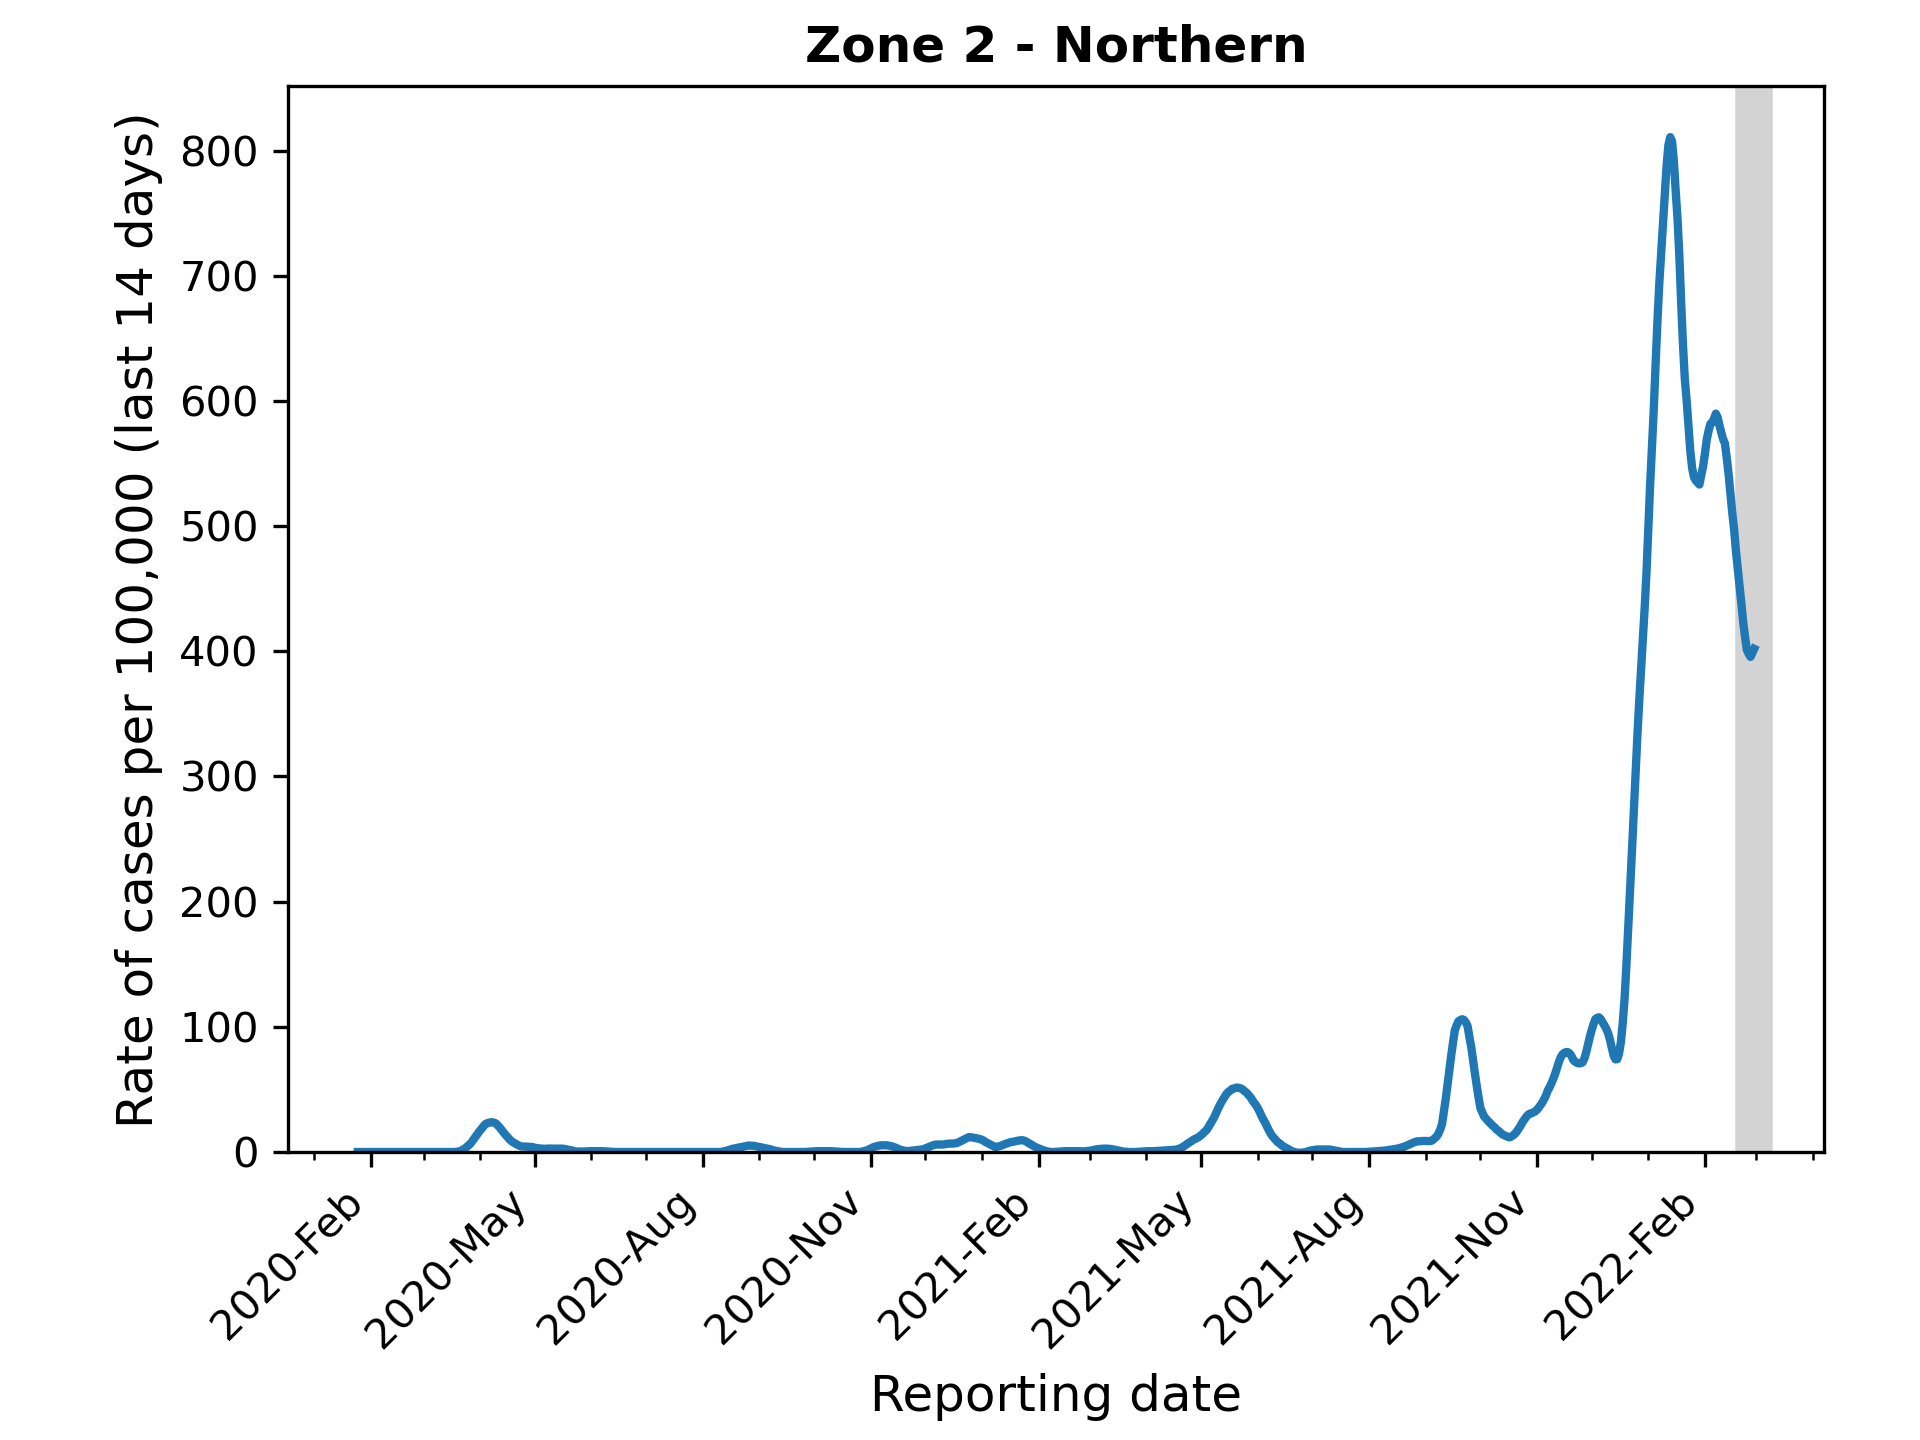 Zone 2 - Northern
Rate of cases per 100,000 (last 14 days)
800
700
600
500
400
300
200
100
0
2020-Feb
2020-May
2020-Aug
2020-Nov
2021-Feb
2021-May
2021-Aug
2021-Nov
2022-Feb
Reporting date